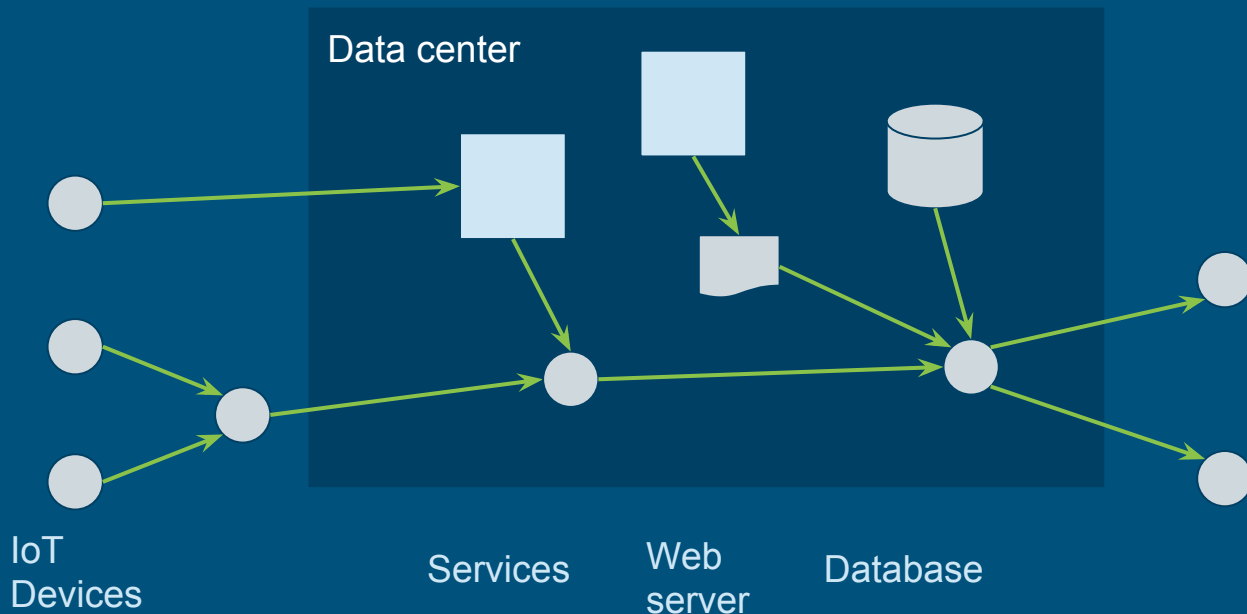 Data center
IoT
Devices
Services
Web
server
Database